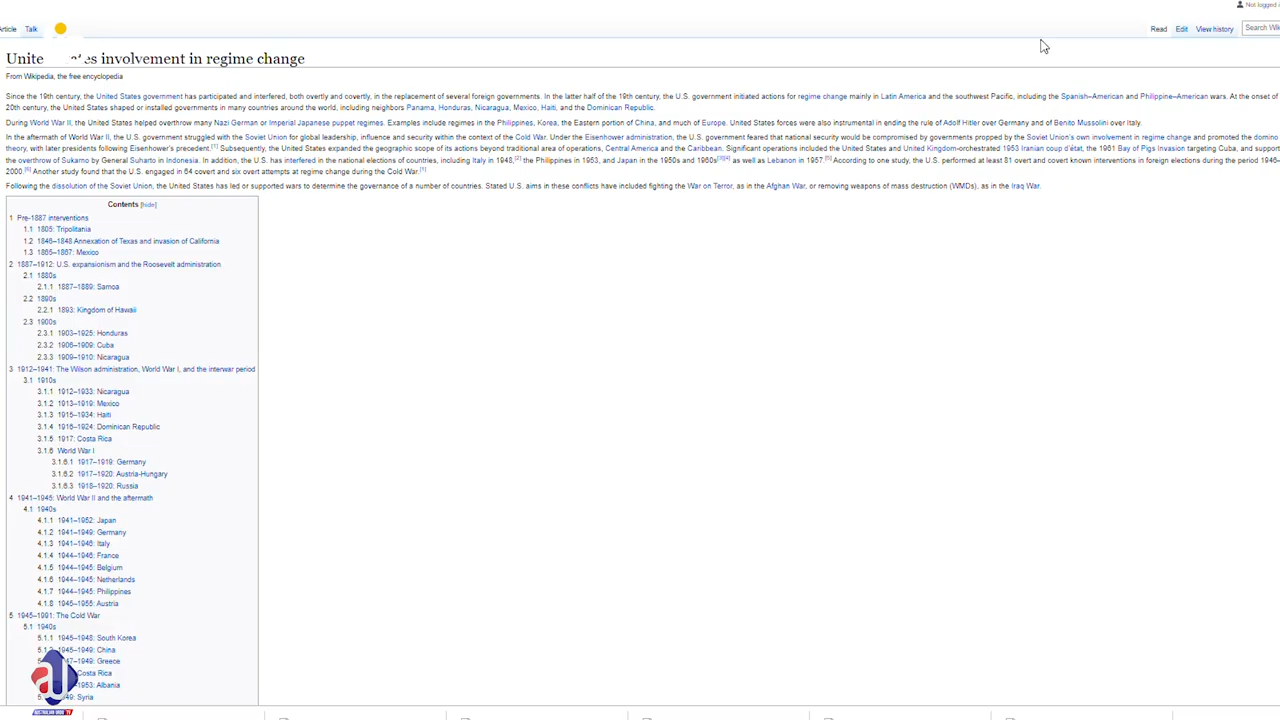 Not logged i
Article Talk Read Edit View history Search Wik
Unite tes involvement in regime change
From Wikipedia, the free encyclopedia
Since the 19th century, the United States government has participated and interfered, both overtly and covertly, in the replacement of several foreign governments. In the latter half of the 19th century, the U.S. government initiated actions for regime change mainly in Latin America and the southwest Pacific, including the Spanish–American and Philippine–American wars. At the onset of
20th century, the United States shaped or installed governments in many countries around the world, including neighbors Panama, Honduras, Nicaragua, Mexico, Haiti, and the Dominican Republic.
During World War II, the United States helped overthrow many Nazi German or Imperial Japanese puppet regimes. Examples include regimes in the Philippines, Korea, the Eastern portion of China, and much of Europe. United States forces were also instrumental in ending the rule of Adolf Hitler over Germany and of Benito Mussolini over Italy.
In the aftermath of World War II, the U.S. government struggled with the Soviet Union for global leadership, influence and security within the context of the Cold War. Under the Eisenhower administration, the U.S. government feared that national security would be compromised by governments propped by the Soviet Union's own involvement in regime change and promoted the domino
theory, with later presidents following Eisenhower's precedent.[1] Subsequently, the United States expanded the geographic scope of its actions beyond traditional area of operations, Central America and the Caribbean. Significant operations included the United States and United Kingdom-orchestrated 1953 Iranian coup d'état, the 1961 Bay of Pigs Invasion targeting Cuba, and support
the overthrow of Sukarno by General Suharto in Indonesia. In addition, the U.S. has interfered in the national elections of countries, including Italy in 1948,[2] the Philippines in 1953, and Japan in the 1950s and 1960s[3][4] as well as Lebanon in 1957.[5] According to one study, the U.S. performed at least 81 overt and covert known interventions in foreign elections during the period 1946–
2000.[6] Another study found that the U.S. engaged in 64 covert and six overt attempts at regime change during the Cold War.[1]
Following the dissolution of the Soviet Union, the United States has led or supported wars to determine the governance of a number of countries. Stated U.S. aims in these conflicts have included fighting the War on Terror, as in the Afghan War, or removing weapons of mass destruction (WMDs), as in the Iraq War.
Contents [hide]
1 Pre-1887 interventions
1.1 1805: Tripolitania
1.2 1846–1848 Annexation of Texas and invasion of California
1.3 1865–1867: Mexico
2 1887–1912: U.S. expansionism and the Roosevelt administration
2.1 1880s
2.1.1 1887–1889: Samoa
2.2 1890s
2.2.1 1893: Kingdom of Hawaii
2.3 1900s
2.3.1 1903–1925: Honduras
2.3.2 1906–1909: Cuba
2.3.3 1909–1910: Nicaragua
3 1912–1941: The Wilson administration, World War I, and the interwar period
3.1 1910s
3.1.1 1912–1933: Nicaragua
3.1.2 1913–1919: Mexico
3.1.3 1915–1934: Haiti
3.1.4 1916–1924: Dominican Republic
3.1.5 1917: Costa Rica
3.1.6 World War I
3.1.6.1 1917–1919: Germany
3.1.6.2 1917–1920: Austria-Hungary
3.1.6.3 1918–1920: Russia
4 1941–1945: World War II and the aftermath
4.1 1940s
4.1.1 1941–1952: Japan
4.1.2 1941–1949: Germany
4.1.3 1941–1946: Italy
4.1.4 1944–1946: France
4.1.5 1944–1945: Belgium
4.1.6 1944–1945: Netherlands
4.1.7 1944–1945: Philippines
4.1.8 1945–1955: Austria
5 1945–1991: The Cold War
5.1 1940s
5.1.1 1945–1948: South Korea
5.1.2 1945–1949: China
5. 47–1949: Greece
Costa Rica
1953: Albania
5. 49: Syria
AUSTRALIAN INDIE TV